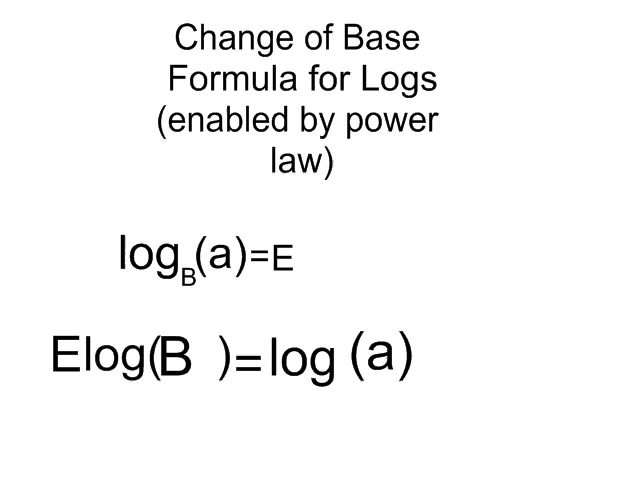 Change of Base
Formula for Logs
(enabled by power
law)
log_B(a)=E
Elog(B )=log (a)